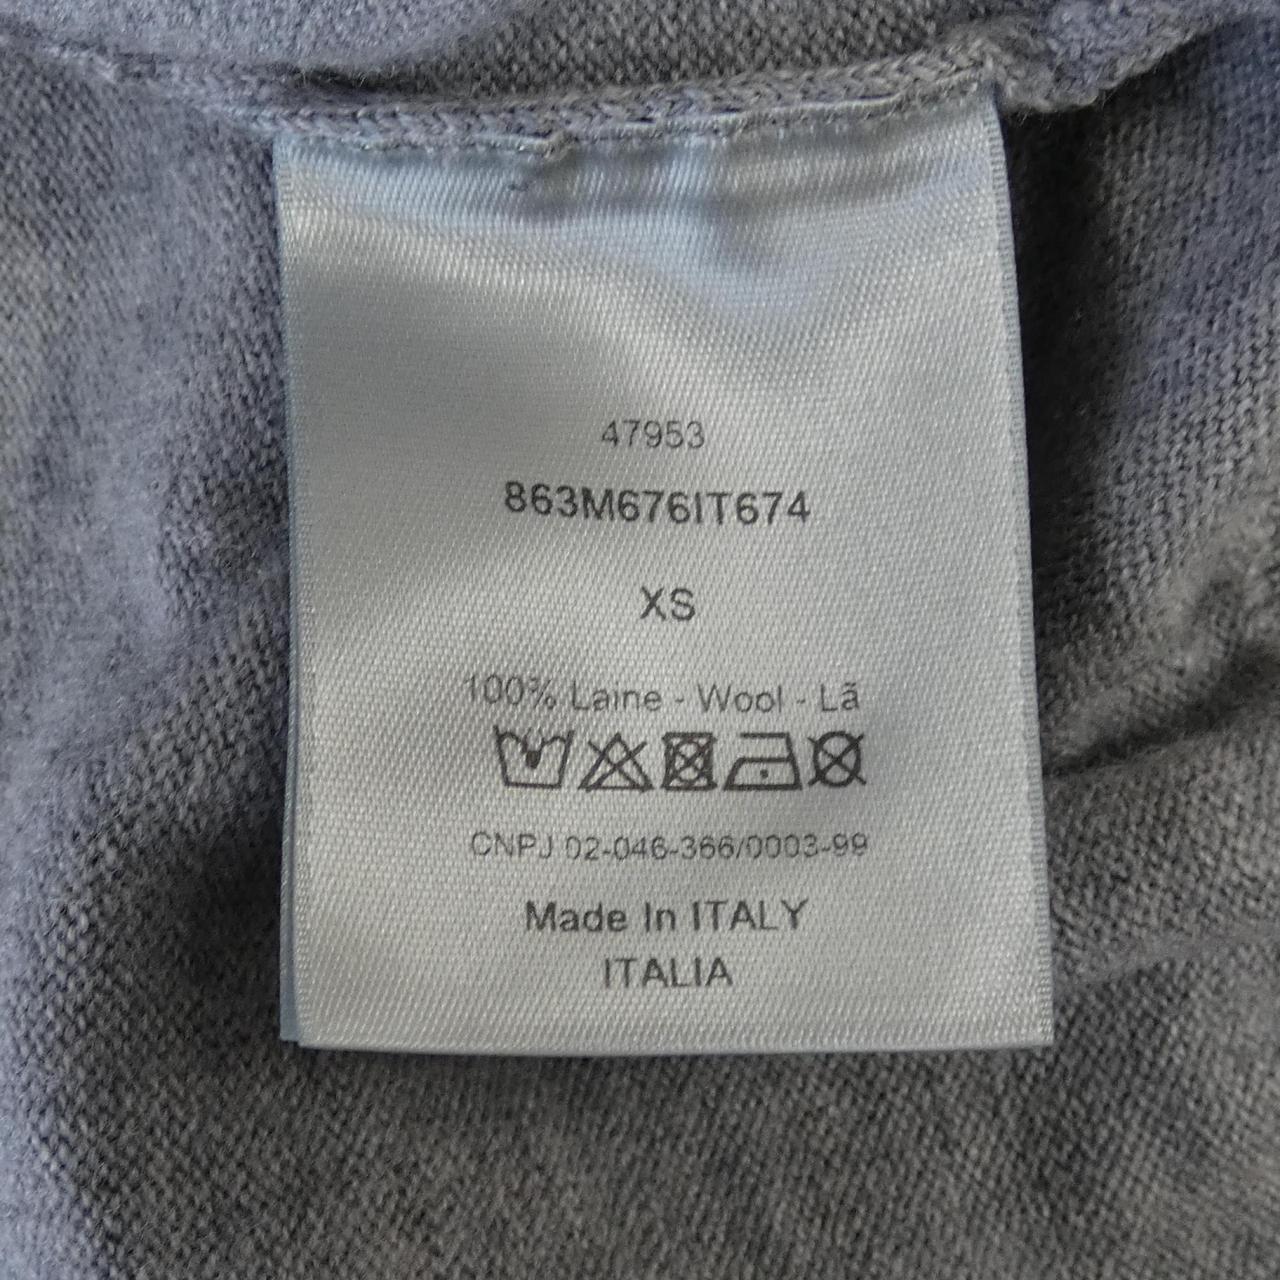 47953
863M676IT674
XS
100% Laine - Wool - Lã
CNPJ 02-046-366/0003-99
Made In ITALY
ITALIA